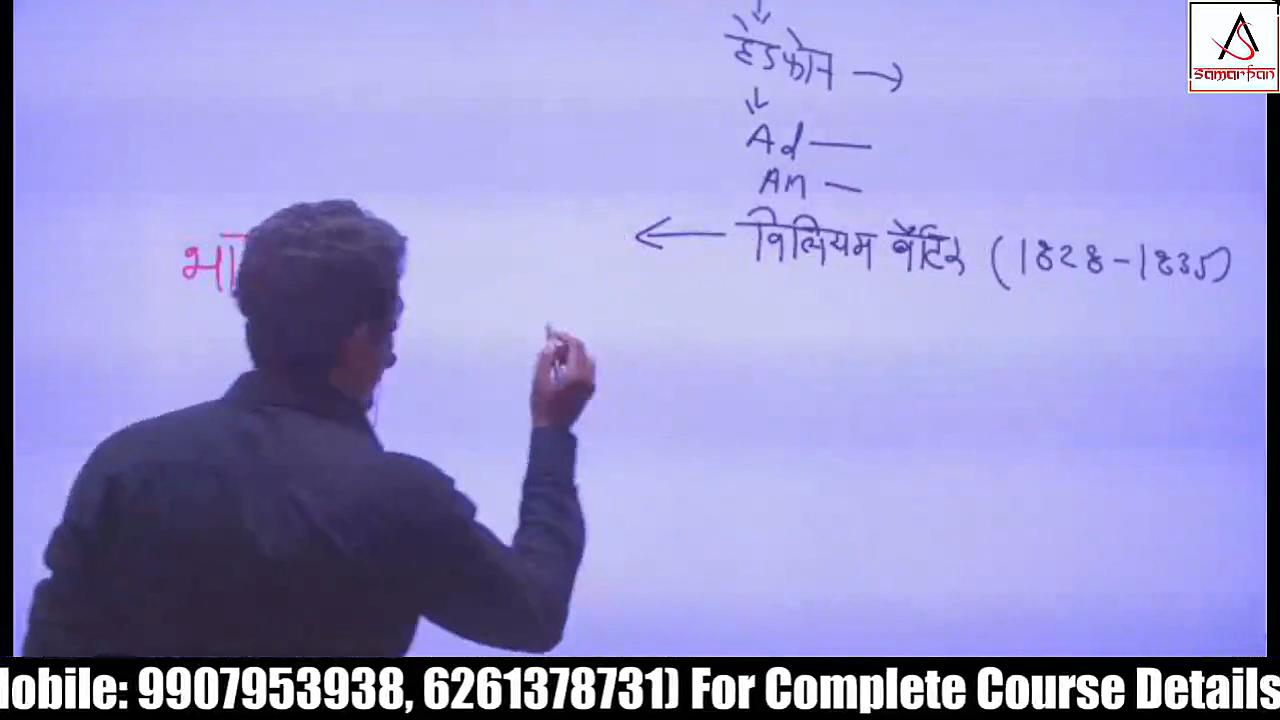 हेडफोन →
Ad —
Am —
भा
← विलियम बैंटिर (1828-1835)
SAMARPAN
Mobile: 9907953938, 6261378731) For Complete Course Details